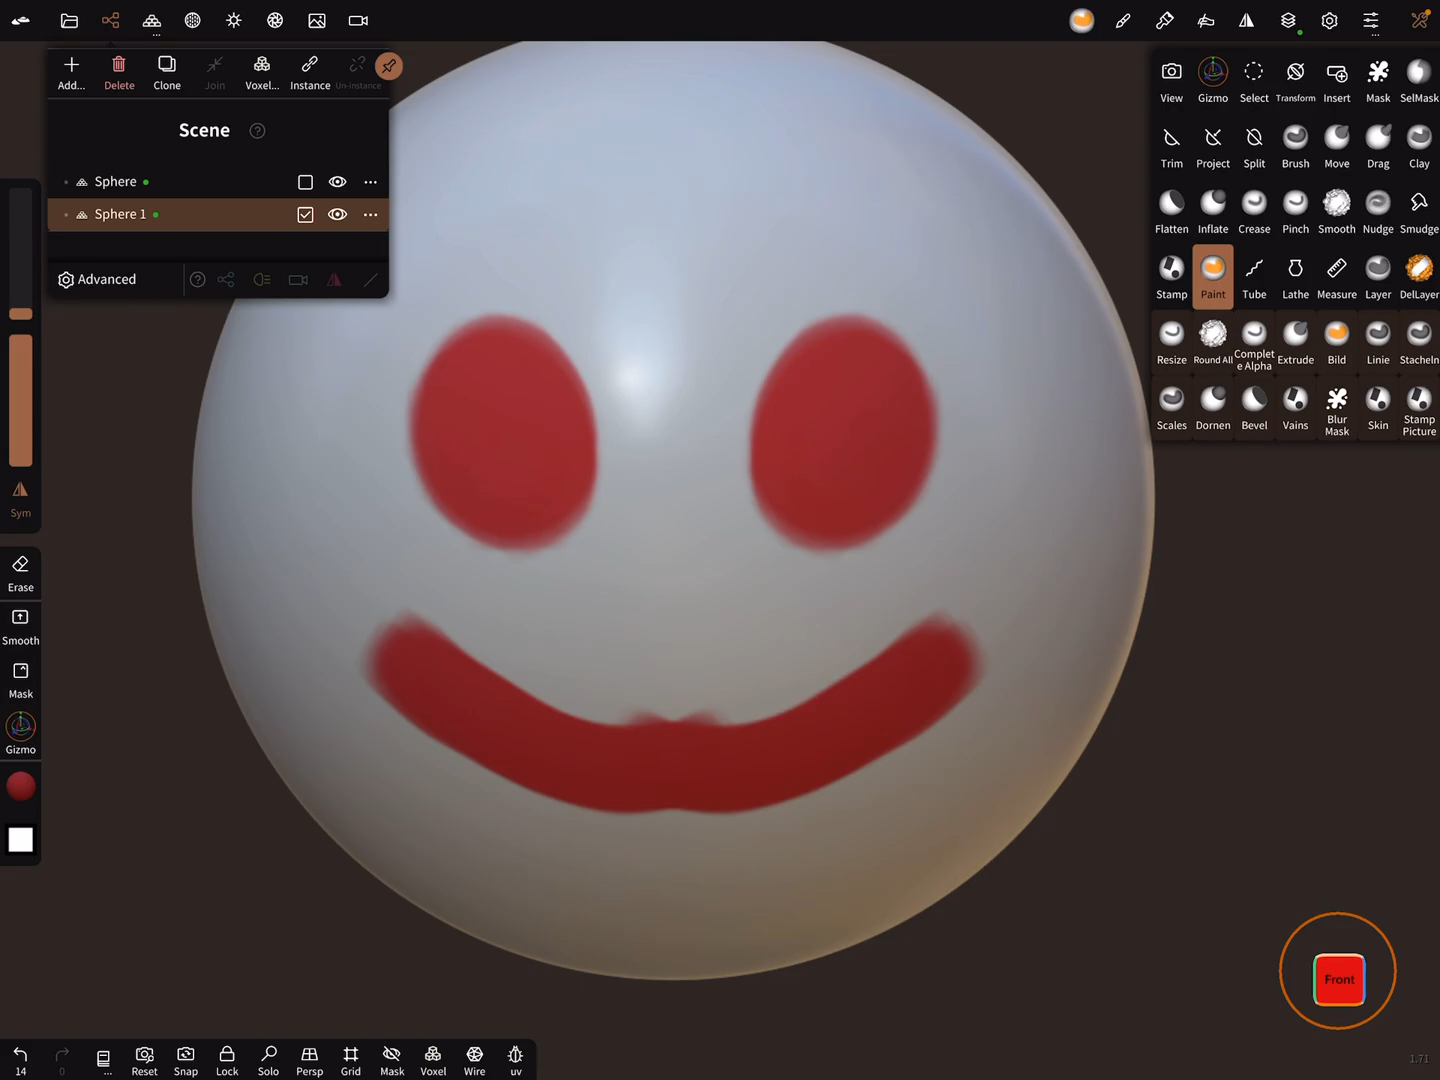 Add...
Delete
Clone
Join
Voxel...
Instance
Un-instance
Scene
?
Sphere
Sphere 1
Advanced
?
View
Gizmo
Select
Transform
Insert
Mask
SelMask
Trim
Project
Split
Brush
Move
Drag
Clay
Flatten
Inflate
Crease
Pinch
Smooth
Nudge
Smudge
Stamp
Paint
Tube
Lathe
Measure
Layer
DelLayer
Resize
Round All
Complet
e Alpha
Extrude
Bild
Linie
Stacheln
Scales
Dornen
Bevel
Vains
Blur
Mask
Skin
Stamp
Picture
Sym
Erase
Smooth
Mask
Gizmo
Front
14
0
...
Reset
Snap
Lock
Solo
Persp
Grid
Mask
Voxel
Wire
uv
1.71